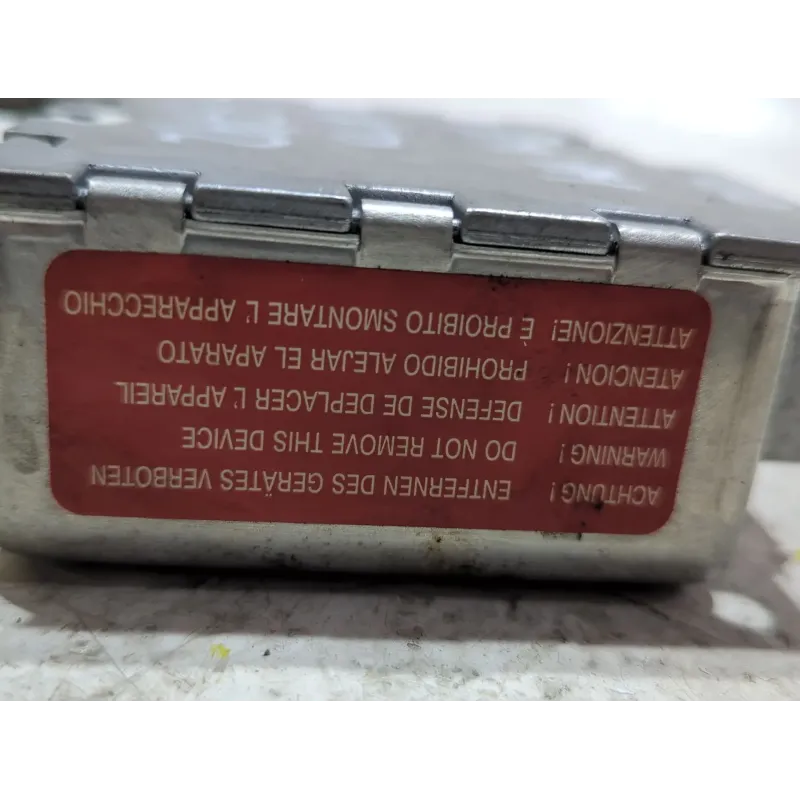 ACHTUNG! ENTFERNEN DES GERÄTES VERBOTEN
WARNING! DO NOT REMOVE THIS DEVICE
ATTENTION! DEFENSE DE DEPLACER L'APPAREIL
ATENCION! PROHIBIDO ALEJAR EL APARATO
ATTENZIONE! È PROIBITO SMONTARE L'APPARECCHIO